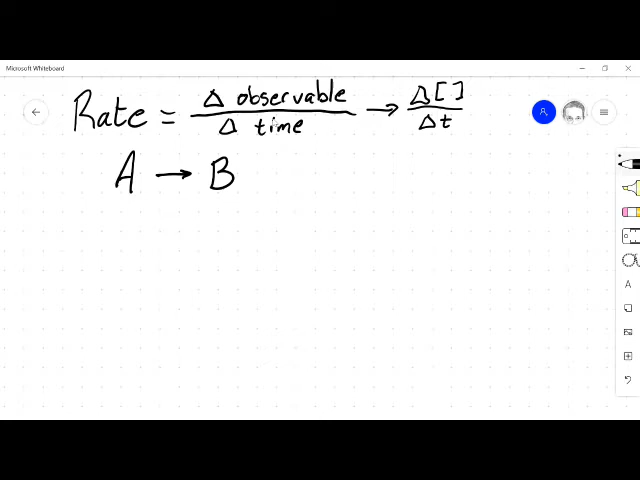 Microsoft Whiteboard
Rate = Δ observable / Δ time → Δ[ ] / Δt
A → B
A